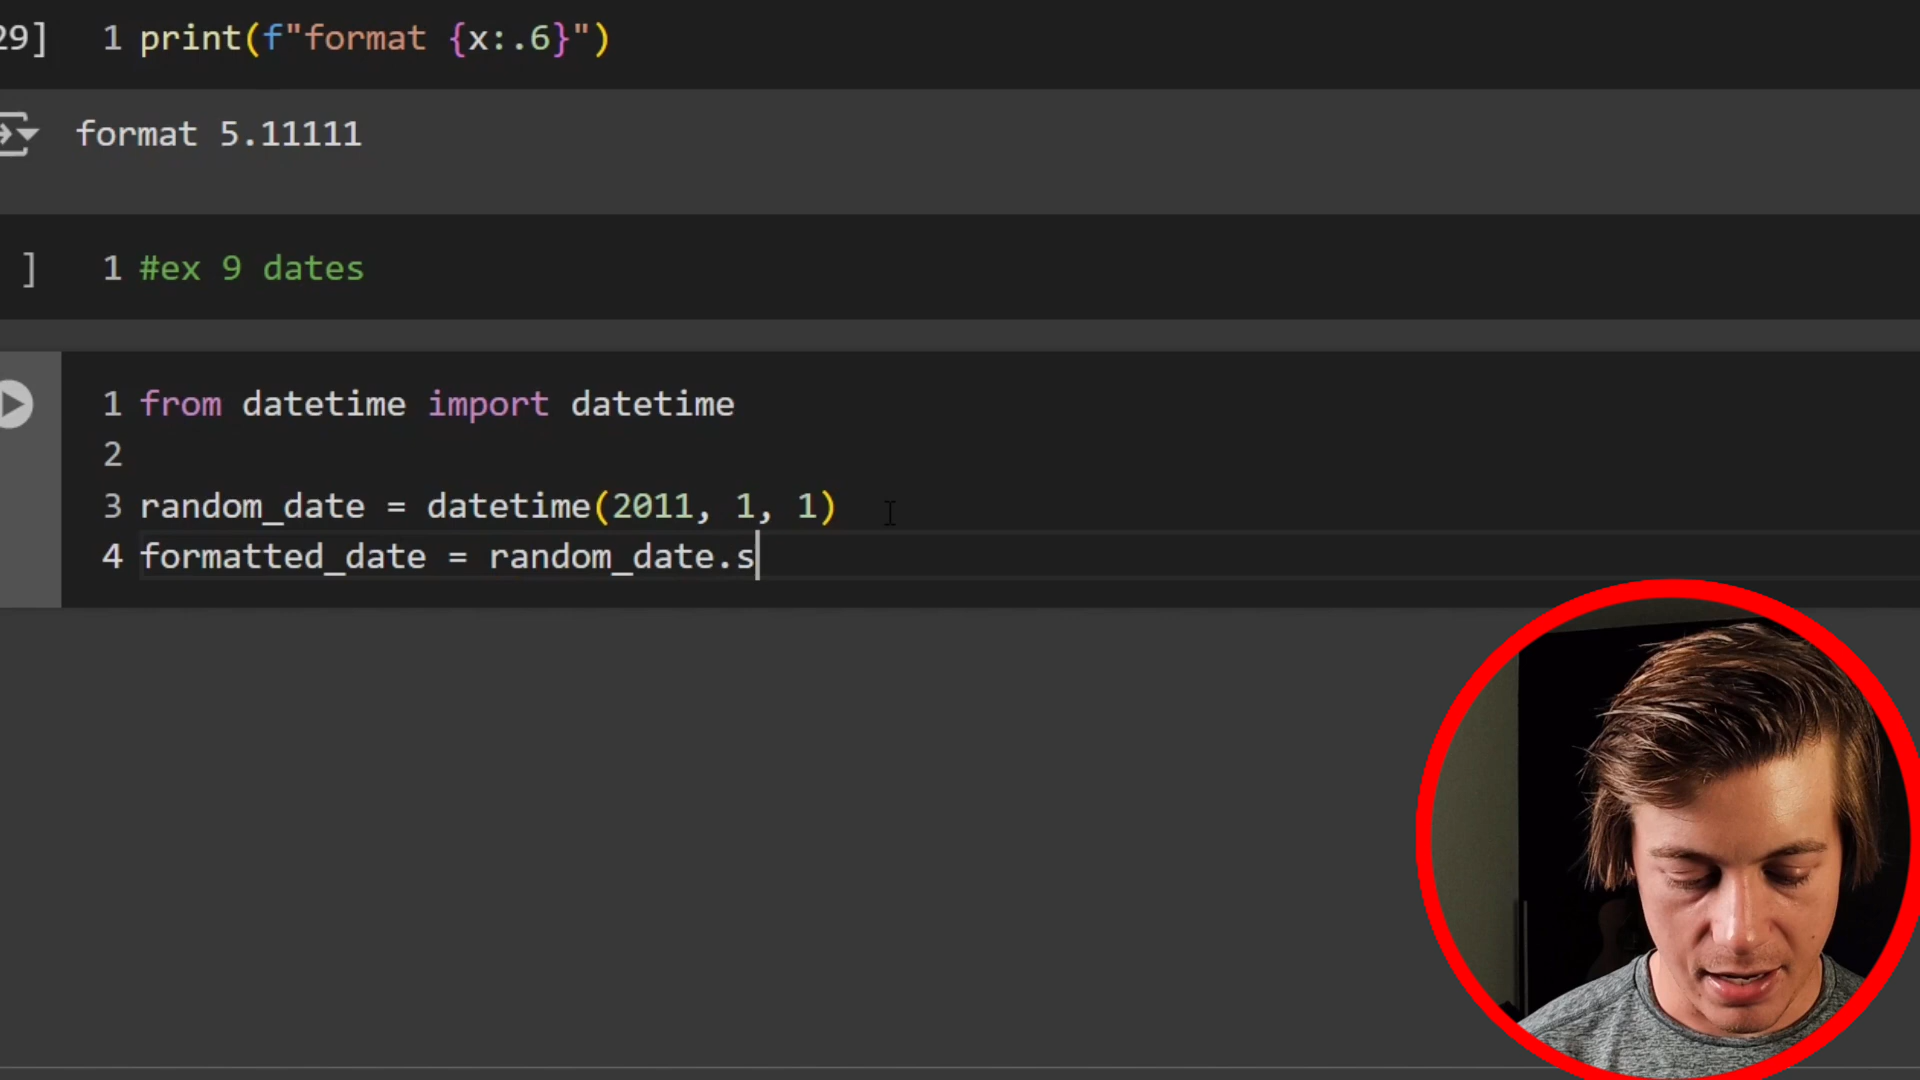 29] 1 print(f"format {x:.6}")
format 5.11111
] 1 #ex 9 dates
1 from datetime import datetime
2
3 random_date = datetime(2011, 1, 1)
4 formatted_date = random_date.s